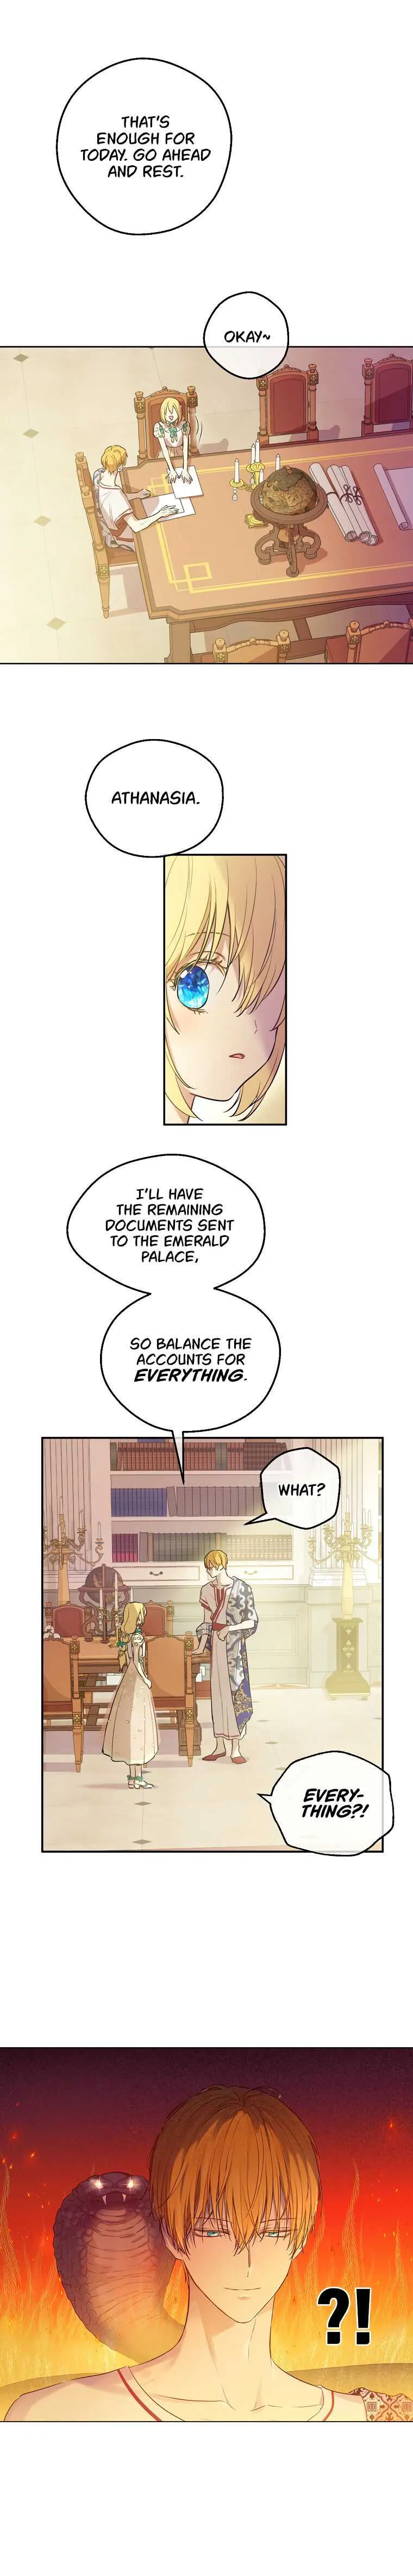 THAT'S
ENOUGH FOR
TODAY. GO AHEAD
AND REST.
OKAY~
ATHANASIA.
I'LL HAVE
THE REMAINING
DOCUMENTS SENT
TO THE EMERALD
PALACE,
SO BALANCE THE
ACCOUNTS FOR
EVERYTHING.
WHAT?
EVERY-
THING?!
?!